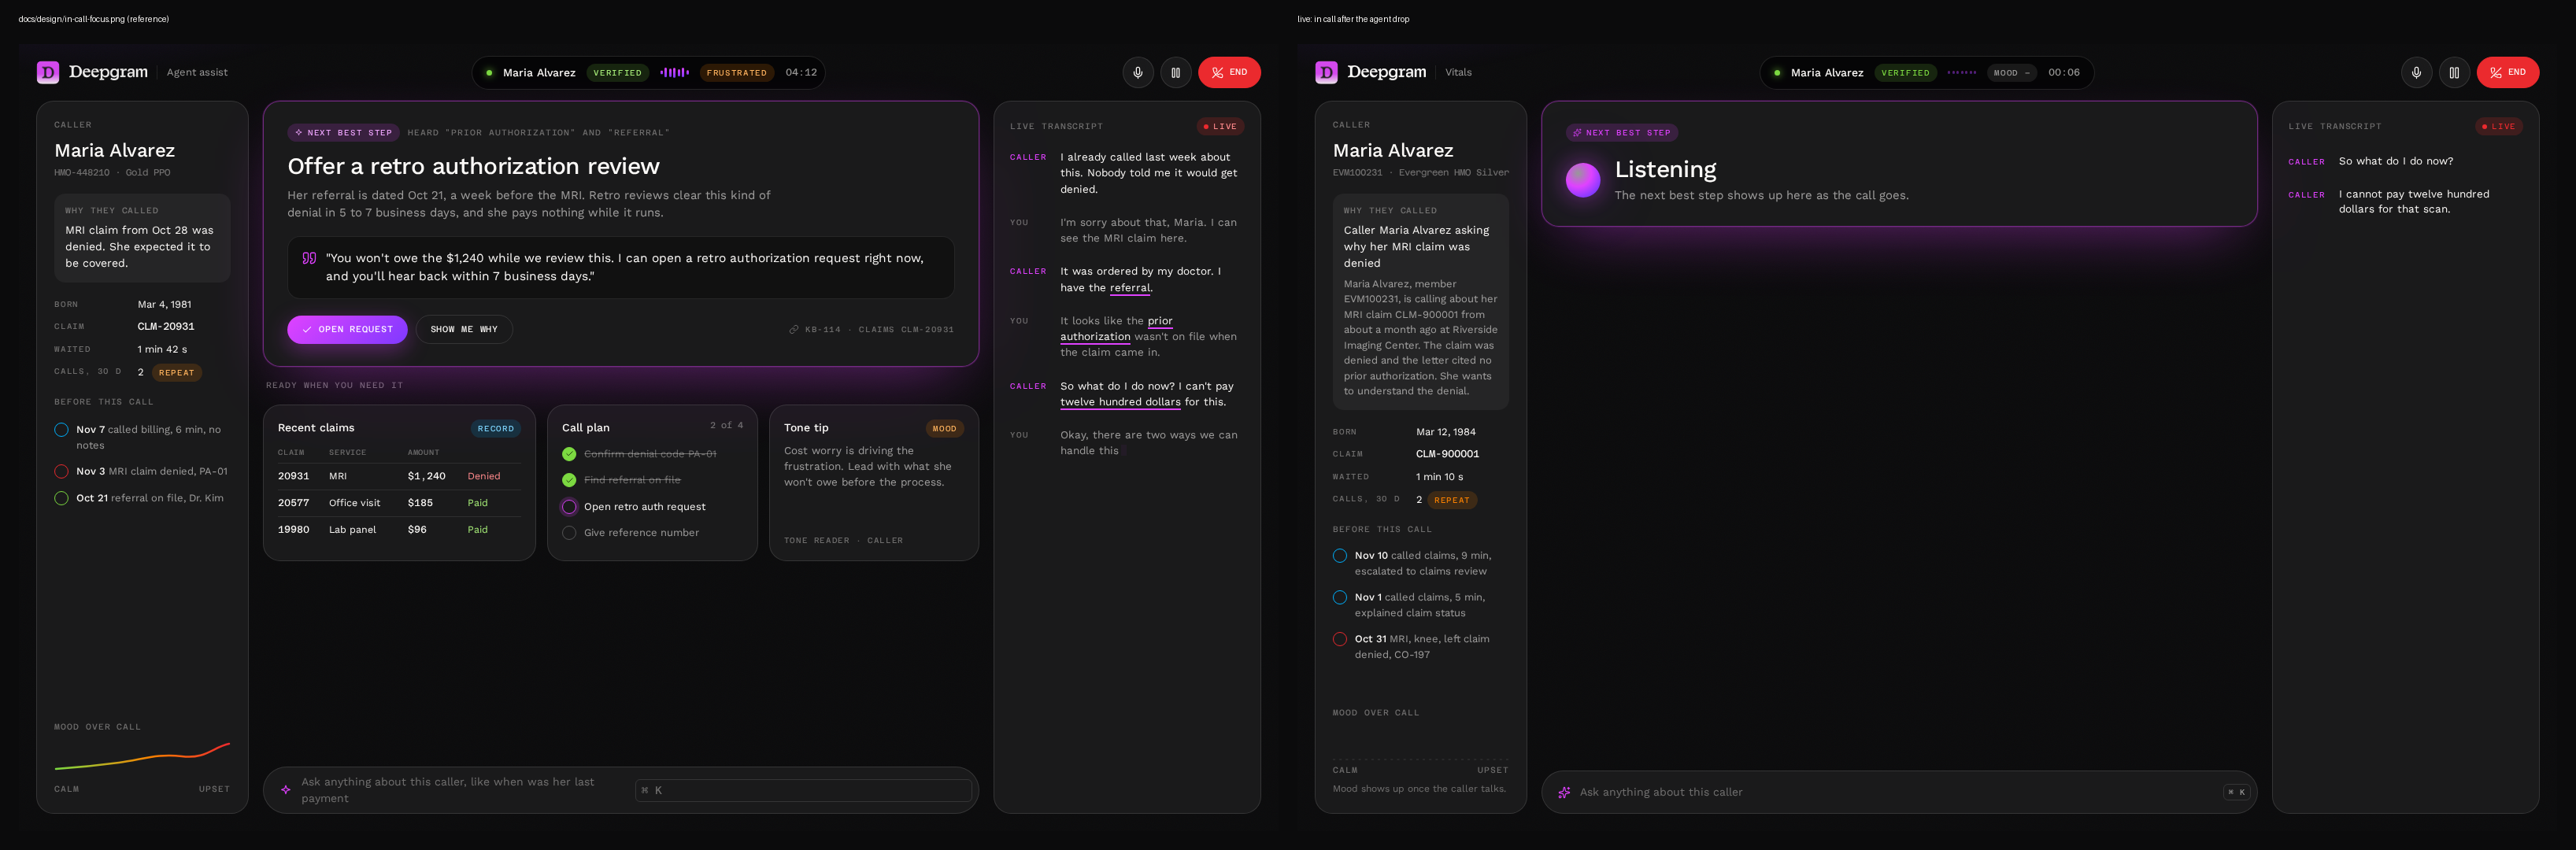 docs/design/in-call-focus.png (reference)
D Deepgram Agent assist
Maria Alvarez VERIFIED FRUSTRATED 04:12
END
CALLER
Maria Alvarez
HMO-448210 · Gold PPO
WHY THEY CALLED
MRI claim from Oct 28 was
denied. She expected it to
be covered.
BORN Mar 4, 1981
CLAIM CLM-20931
WAITED 1 min 42 s
CALLS, 30 D 2 REPEAT
BEFORE THIS CALL
Nov 7 called billing, 6 min, no
notes
Nov 3 MRI claim denied, PA-01
Oct 21 referral on file, Dr. Kim
MOOD OVER CALL
CALM UPSET
NEXT BEST STEP HEARD "PRIOR AUTHORIZATION" AND "REFERRAL"
Offer a retro authorization review
Her referral is dated Oct 21, a week before the MRI. Retro reviews clear this kind of
denial in 5 to 7 business days, and she pays nothing while it runs.
"You won't owe the $1,240 while we review this. I can open a retro authorization request right now,
and you'll hear back within 7 business days."
OPEN REQUEST SHOW ME WHY KB-114 · CLAIMS CLM-20931
READY WHEN YOU NEED IT
Recent claims RECORD
CLAIM SERVICE AMOUNT
20931 MRI $1,240 Denied
20577 Office visit $185 Paid
19980 Lab panel $96 Paid
Call plan 2 of 4
Confirm denial code PA-01
Find referral on file
Open retro auth request
Give reference number
Tone tip MOOD
Cost worry is driving the
frustration. Lead with what she
won't owe before the process.
TONE READER · CALLER
Ask anything about this caller, like when was her last
payment
⌘ K
LIVE TRANSCRIPT LIVE
CALLER I already called last week about
this. Nobody told me it would get
denied.
YOU I'm sorry about that, Maria. I can
see the MRI claim here.
CALLER It was ordered by my doctor. I
have the referral.
YOU It looks like the prior
authorization wasn't on file when
the claim came in.
CALLER So what do I do now? I can't pay
twelve hundred dollars for this.
YOU Okay, there are two ways we can
handle this
live: in call after the agent drop
D Deepgram Vitals
Maria Alvarez VERIFIED MOOD – 00:06
END
CALLER
Maria Alvarez
EVM100231 · Evergreen HMO Silver
WHY THEY CALLED
Caller Maria Alvarez asking
why her MRI claim was
denied
Maria Alvarez, member
EVM100231, is calling about her
MRI claim CLM-900001 from
about a month ago at Riverside
Imaging Center. The claim was
denied and the letter cited no
prior authorization. She wants
to understand the denial.
BORN Mar 12, 1984
CLAIM CLM-900001
WAITED 1 min 10 s
CALLS, 30 D 2 REPEAT
BEFORE THIS CALL
Nov 10 called claims, 9 min,
escalated to claims review
Nov 1 called claims, 5 min,
explained claim status
Oct 31 MRI, knee, left claim
denied, CO-197
MOOD OVER CALL
CALM UPSET
Mood shows up once the caller talks.
NEXT BEST STEP
Listening
The next best step shows up here as the call goes.
Ask anything about this caller
⌘ K
LIVE TRANSCRIPT LIVE
CALLER So what do I do now?
CALLER I cannot pay twelve hundred
dollars for that scan.